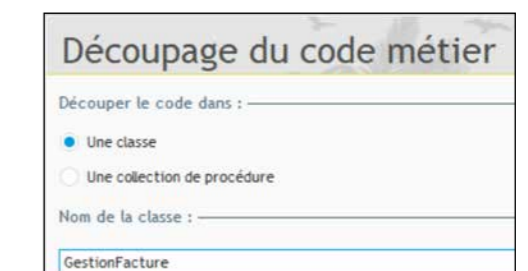 Découpage du code métier
Découper le code dans :
Une classe
Une collection de procédure
Nom de la classe :
GestionFacture